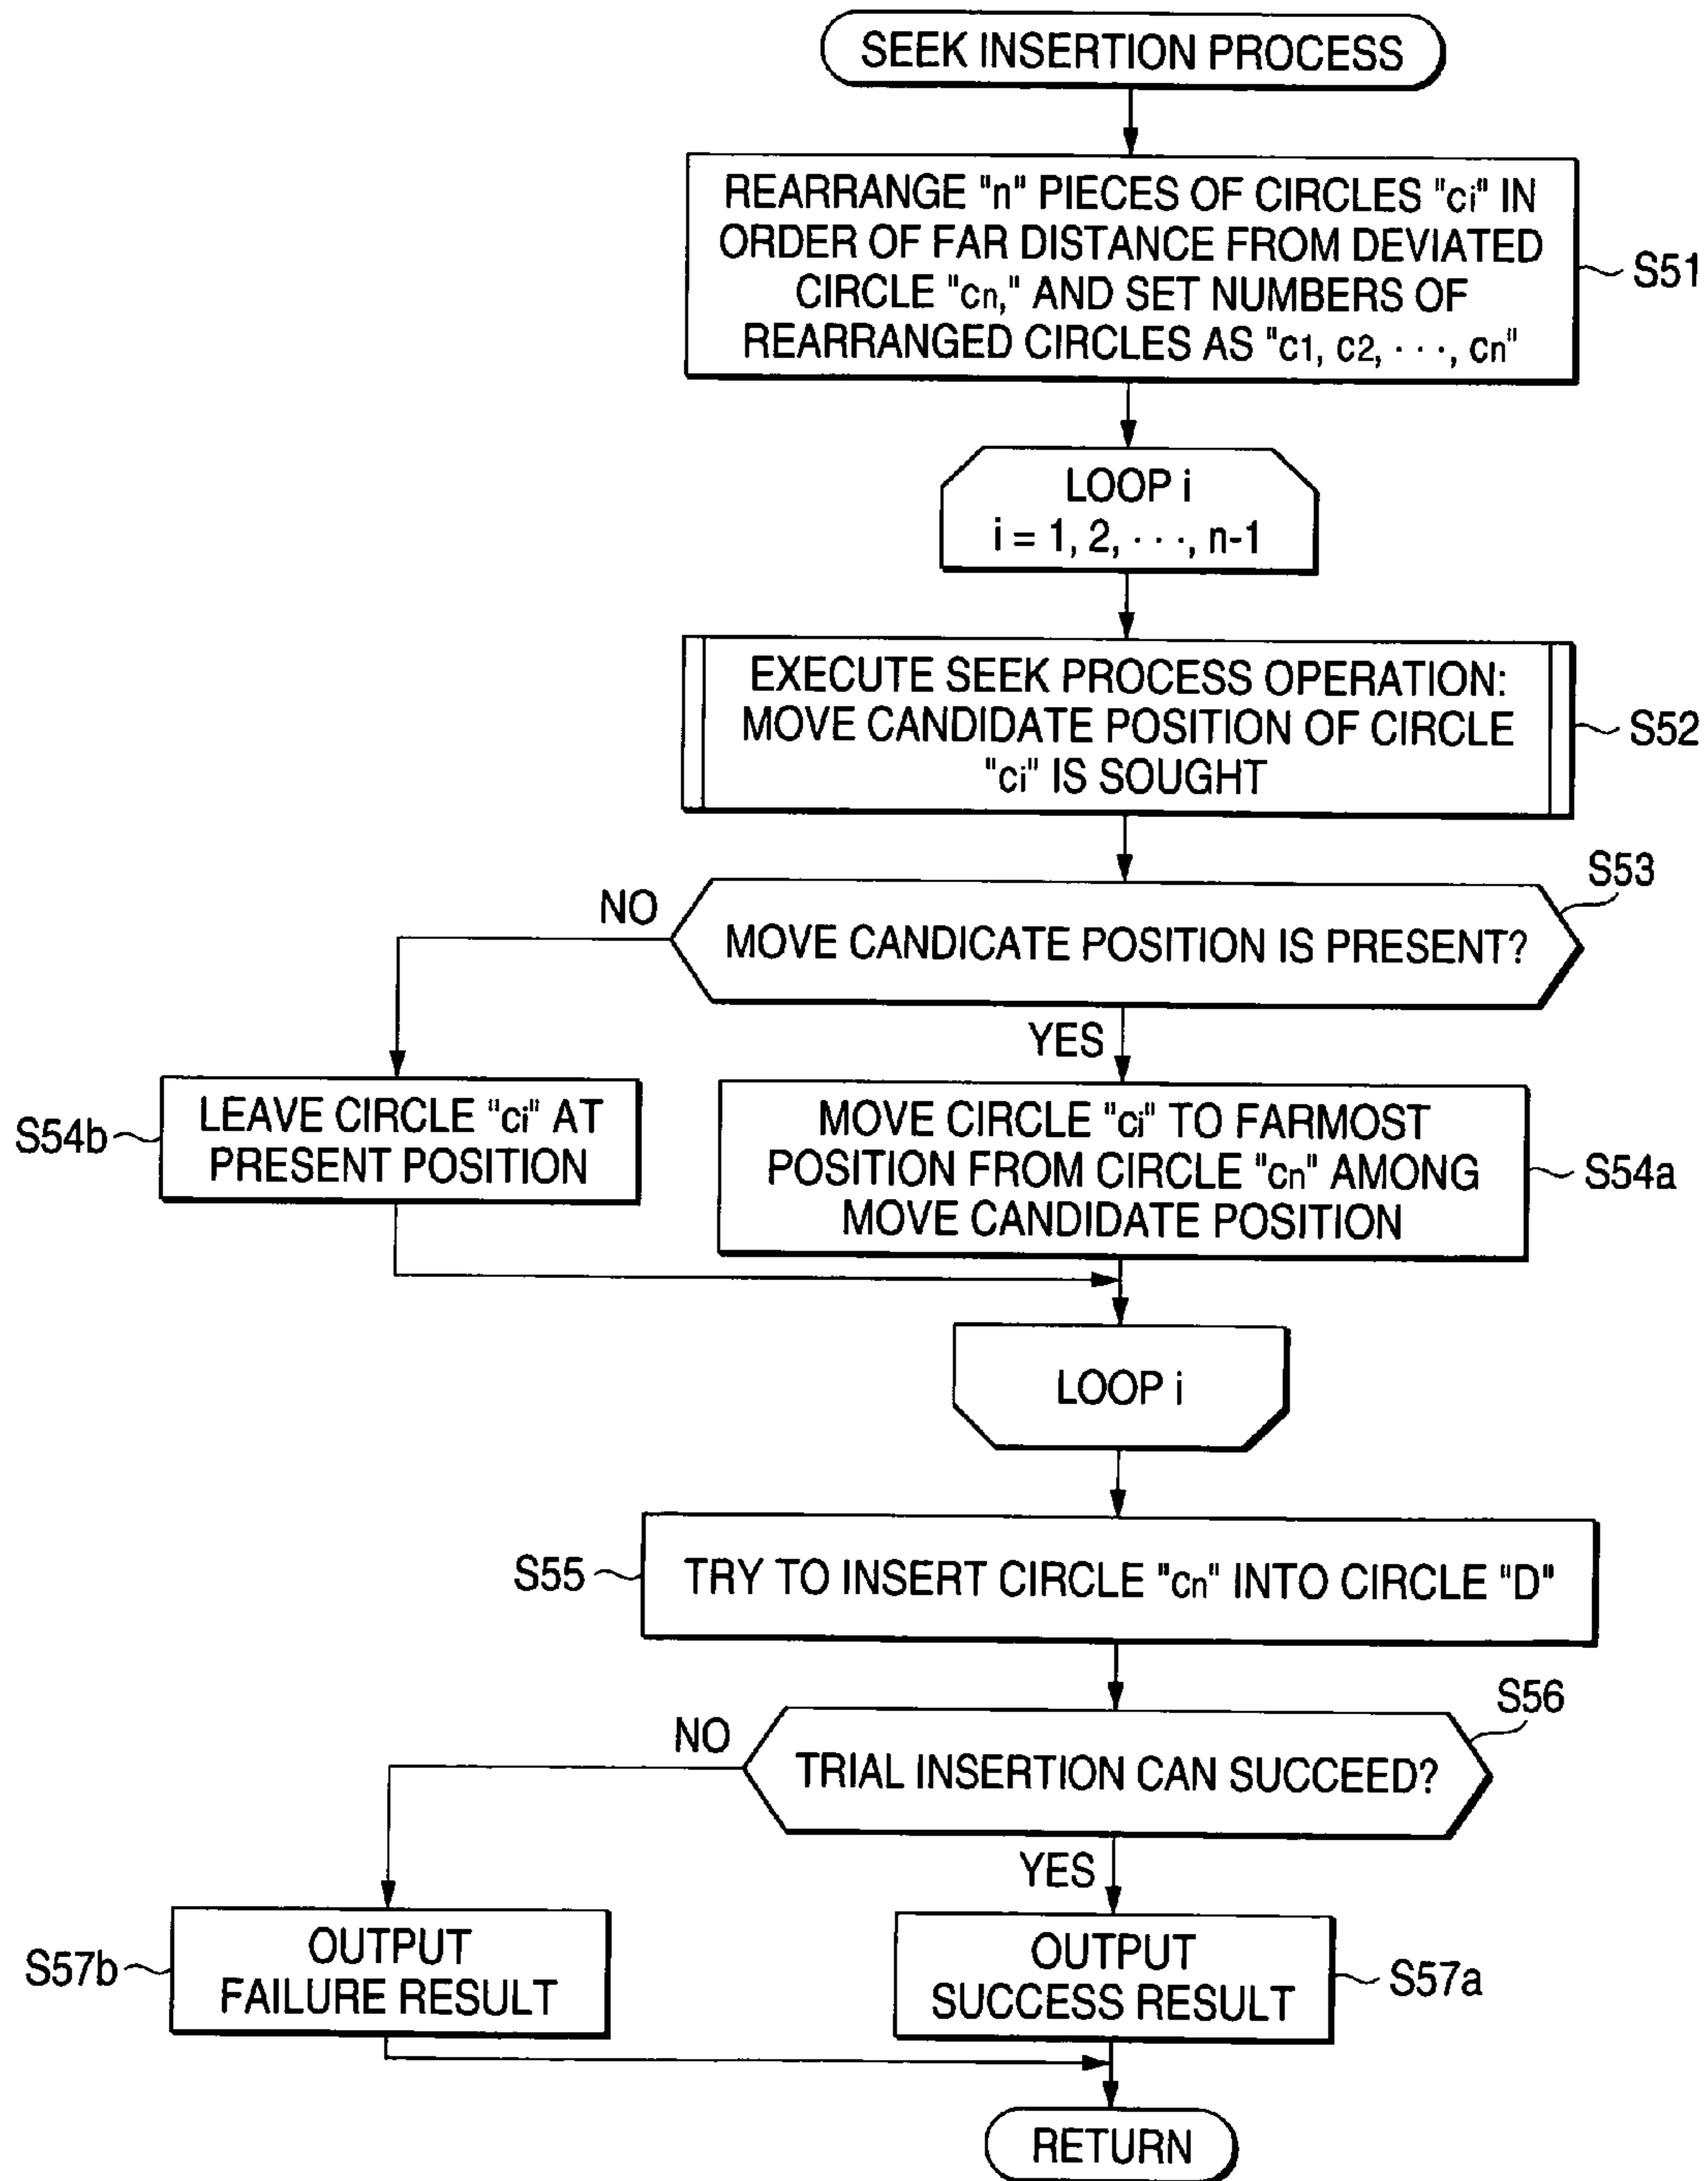 SEEK INSERTION PROCESS
REARRANGE "n" PIECES OF CIRCLES "ci" IN
ORDER OF FAR DISTANCE FROM DEVIATED
CIRCLE "cn," AND SET NUMBERS OF
REARRANGED CIRCLES AS "c1, c2, · · ·, cn"
S51
LOOP i
i = 1, 2, · · ·, n-1
EXECUTE SEEK PROCESS OPERATION:
MOVE CANDIDATE POSITION OF CIRCLE
"ci" IS SOUGHT
S52
S53
NO
MOVE CANDICATE POSITION IS PRESENT?
YES
S54b
LEAVE CIRCLE "ci" AT
PRESENT POSITION
MOVE CIRCLE "ci" TO FARMOST
POSITION FROM CIRCLE "cn" AMONG
MOVE CANDIDATE POSITION
S54a
LOOP i
S55
TRY TO INSERT CIRCLE "cn" INTO CIRCLE "D"
S56
NO
TRIAL INSERTION CAN SUCCEED?
YES
S57b
OUTPUT
FAILURE RESULT
OUTPUT
SUCCESS RESULT
S57a
RETURN